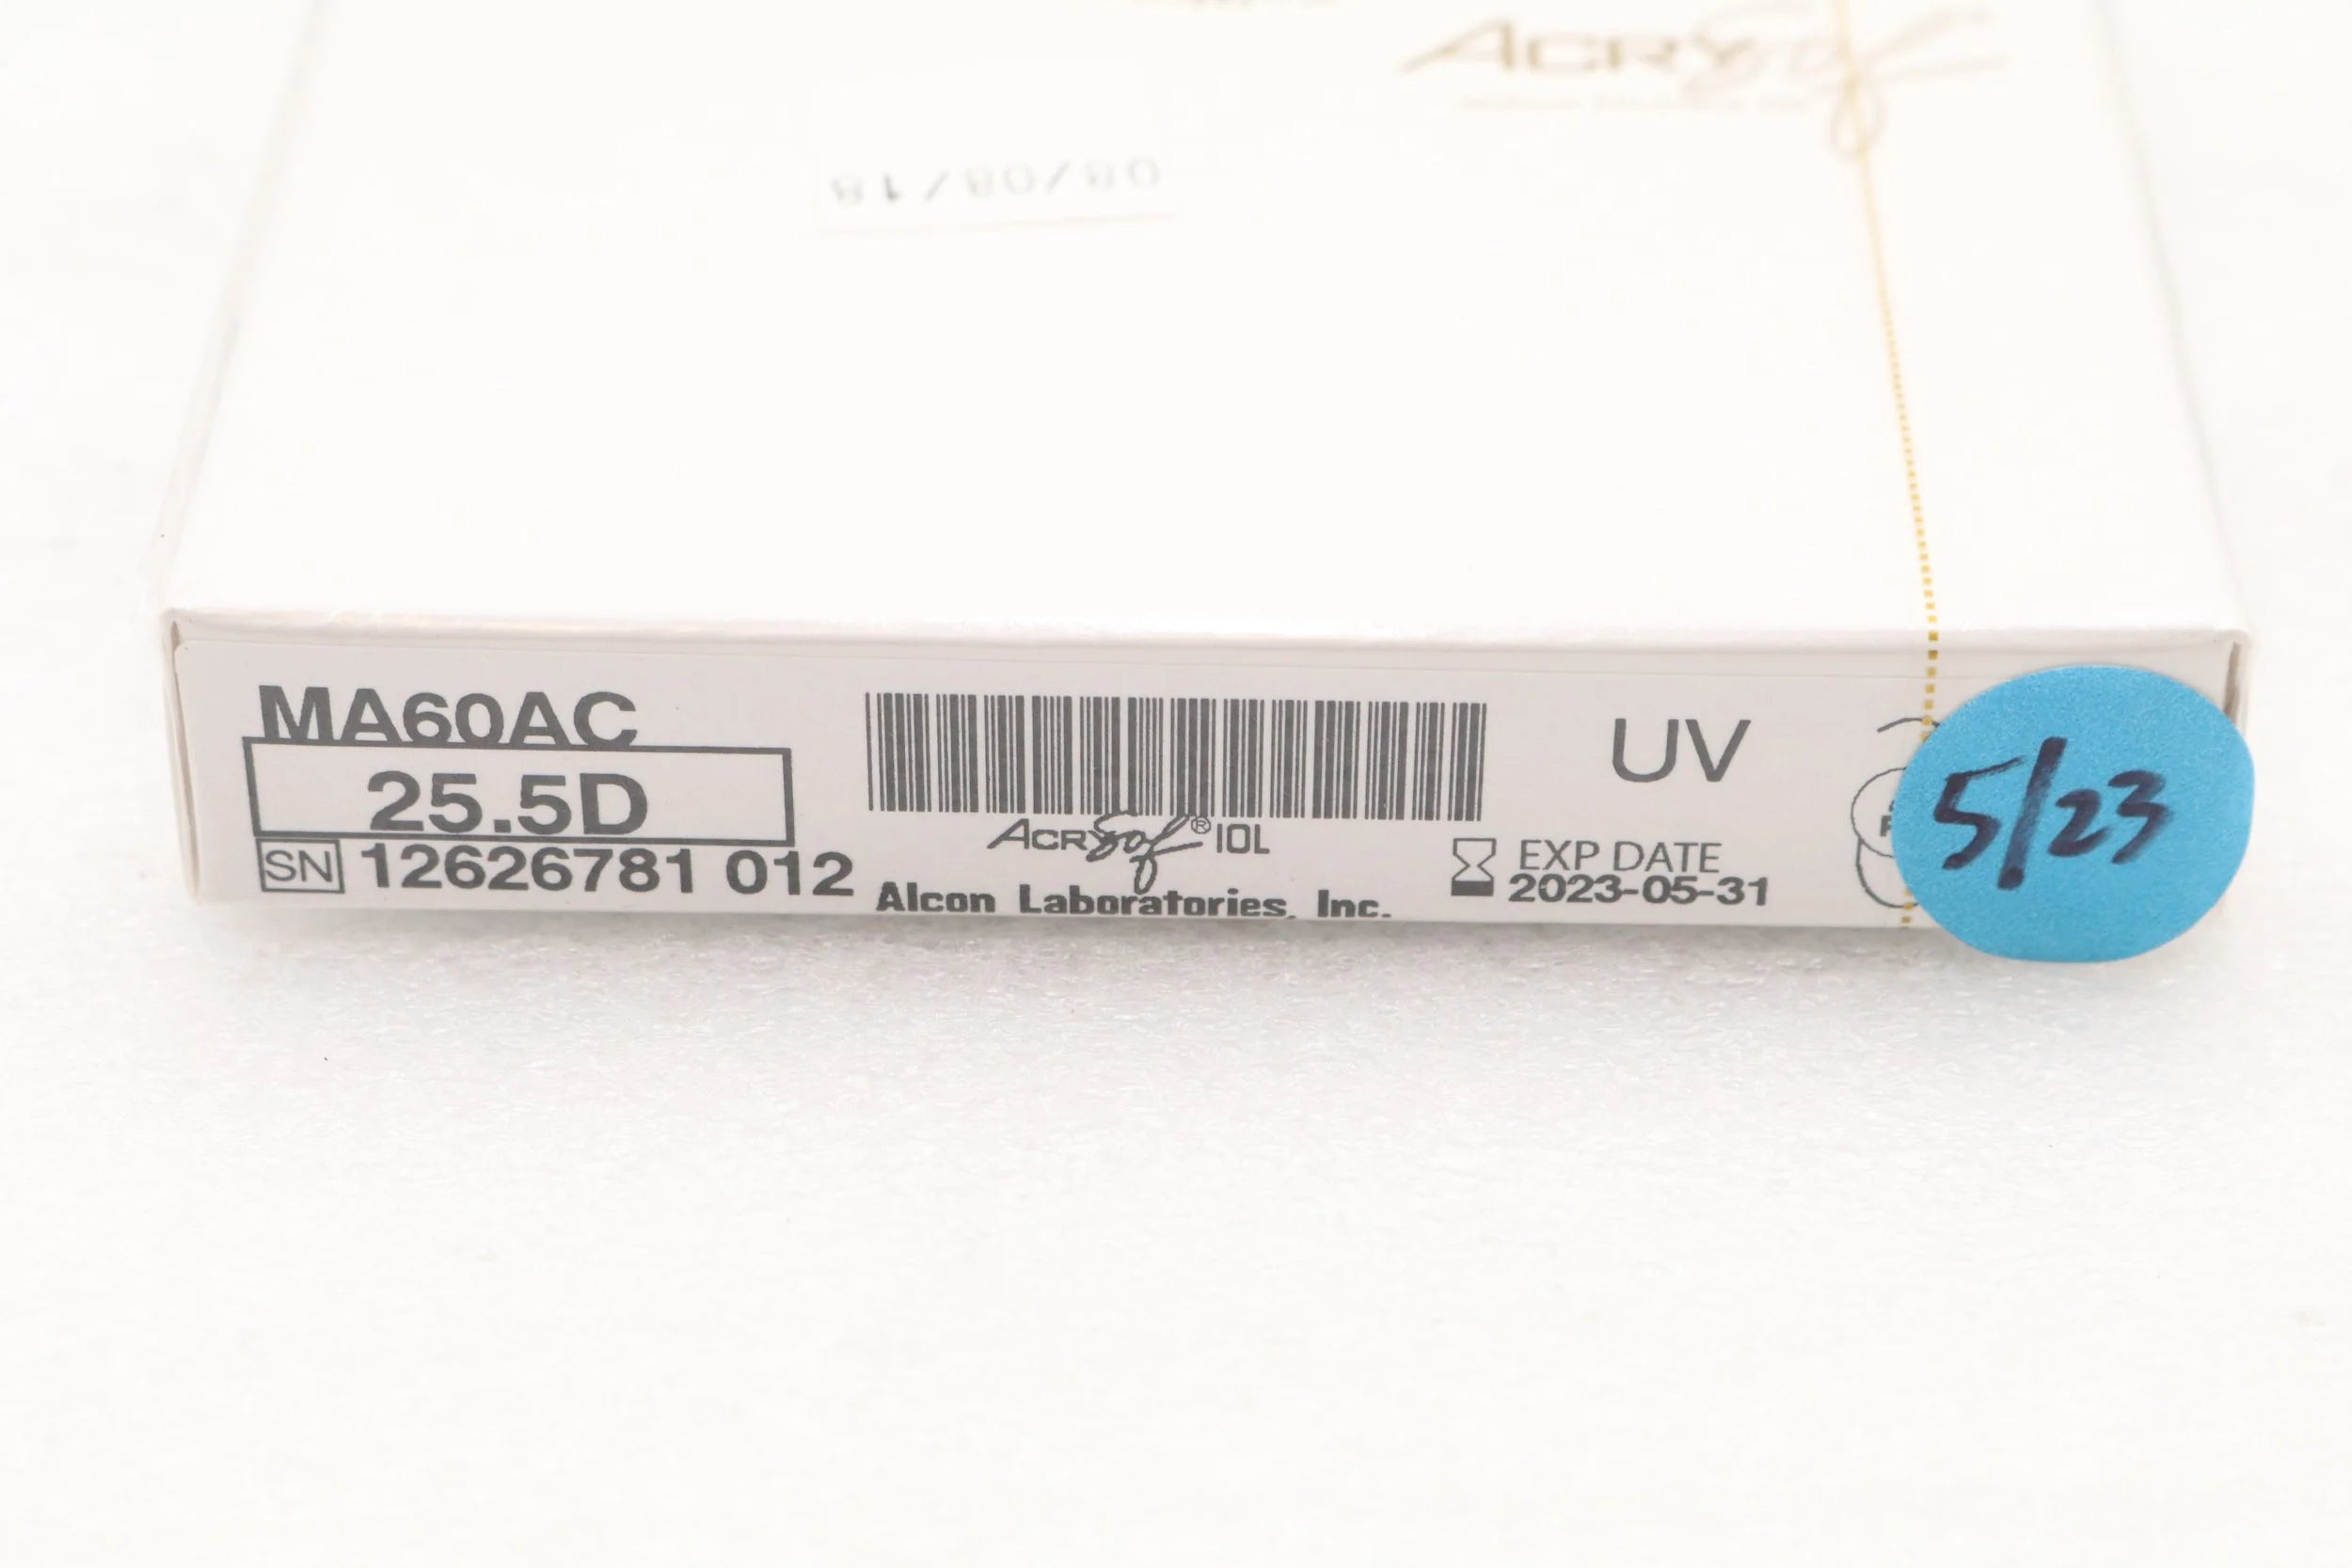 AcrySof
08/08/18
MA60AC
25.5D
SN 12626781 012
AcrySof® IOL
Alcon Laboratories, Inc.
UV
EXP DATE
2023-05-31
5/23